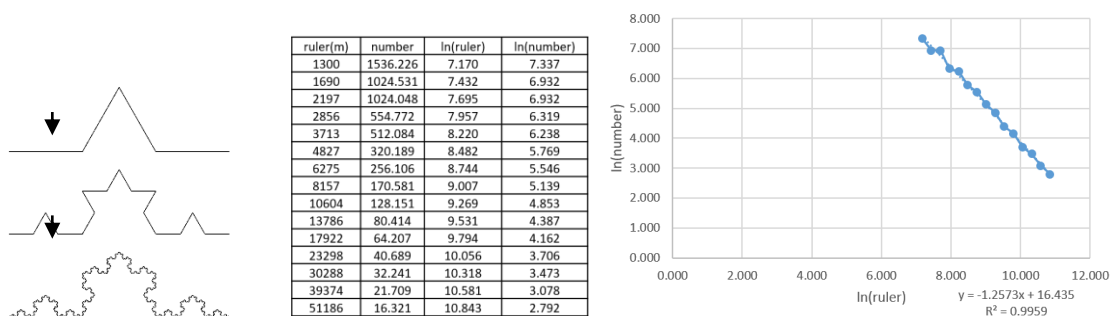 ruler(m) number ln(ruler) ln(number)
1300 1536.226 7.170 7.337
1690 1024.531 7.432 6.932
2197 1024.048 7.695 6.932
2856 554.772 7.957 6.319
3713 512.084 8.220 6.238
4827 320.189 8.482 5.769
6275 256.106 8.744 5.546
8157 170.581 9.007 5.139
10604 128.151 9.269 4.853
13786 80.414 9.531 4.387
17922 64.207 9.794 4.162
23298 40.689 10.056 3.706
30288 32.241 10.318 3.473
39374 21.709 10.581 3.078
51186 16.321 10.843 2.792
8.000
7.000
6.000
5.000
4.000
3.000
2.000
1.000
0.000
ln(number)
0.000 2.000 4.000 6.000 8.000 10.000 12.000
ln(ruler)
y = -1.2573x + 16.435
R² = 0.9959